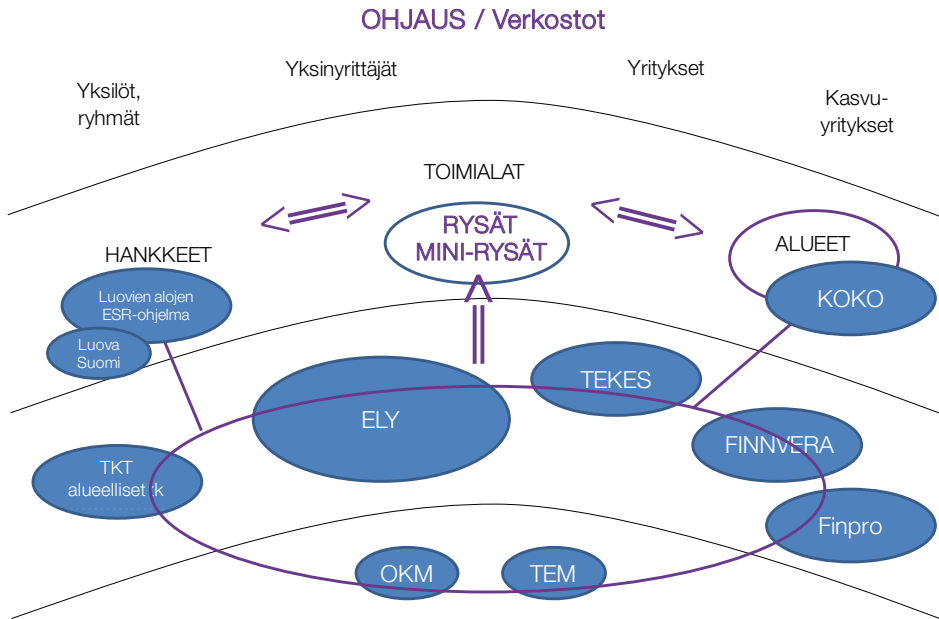 OHJAUS / Verkostot
Yksilöt,
ryhmät
Yksinyrittäjät
Yritykset
Kasvu-
yritykset
TOIMIALAT
RYSÄT
MINI-RYSÄT
HANKKEET
Luovien alojen
ESR-ohjelma
Luova
Suomi
ALUEET
KOKO
ELY
TEKES
FINNVERA
TKT
alueelliset tk
Finpro
OKM
TEM